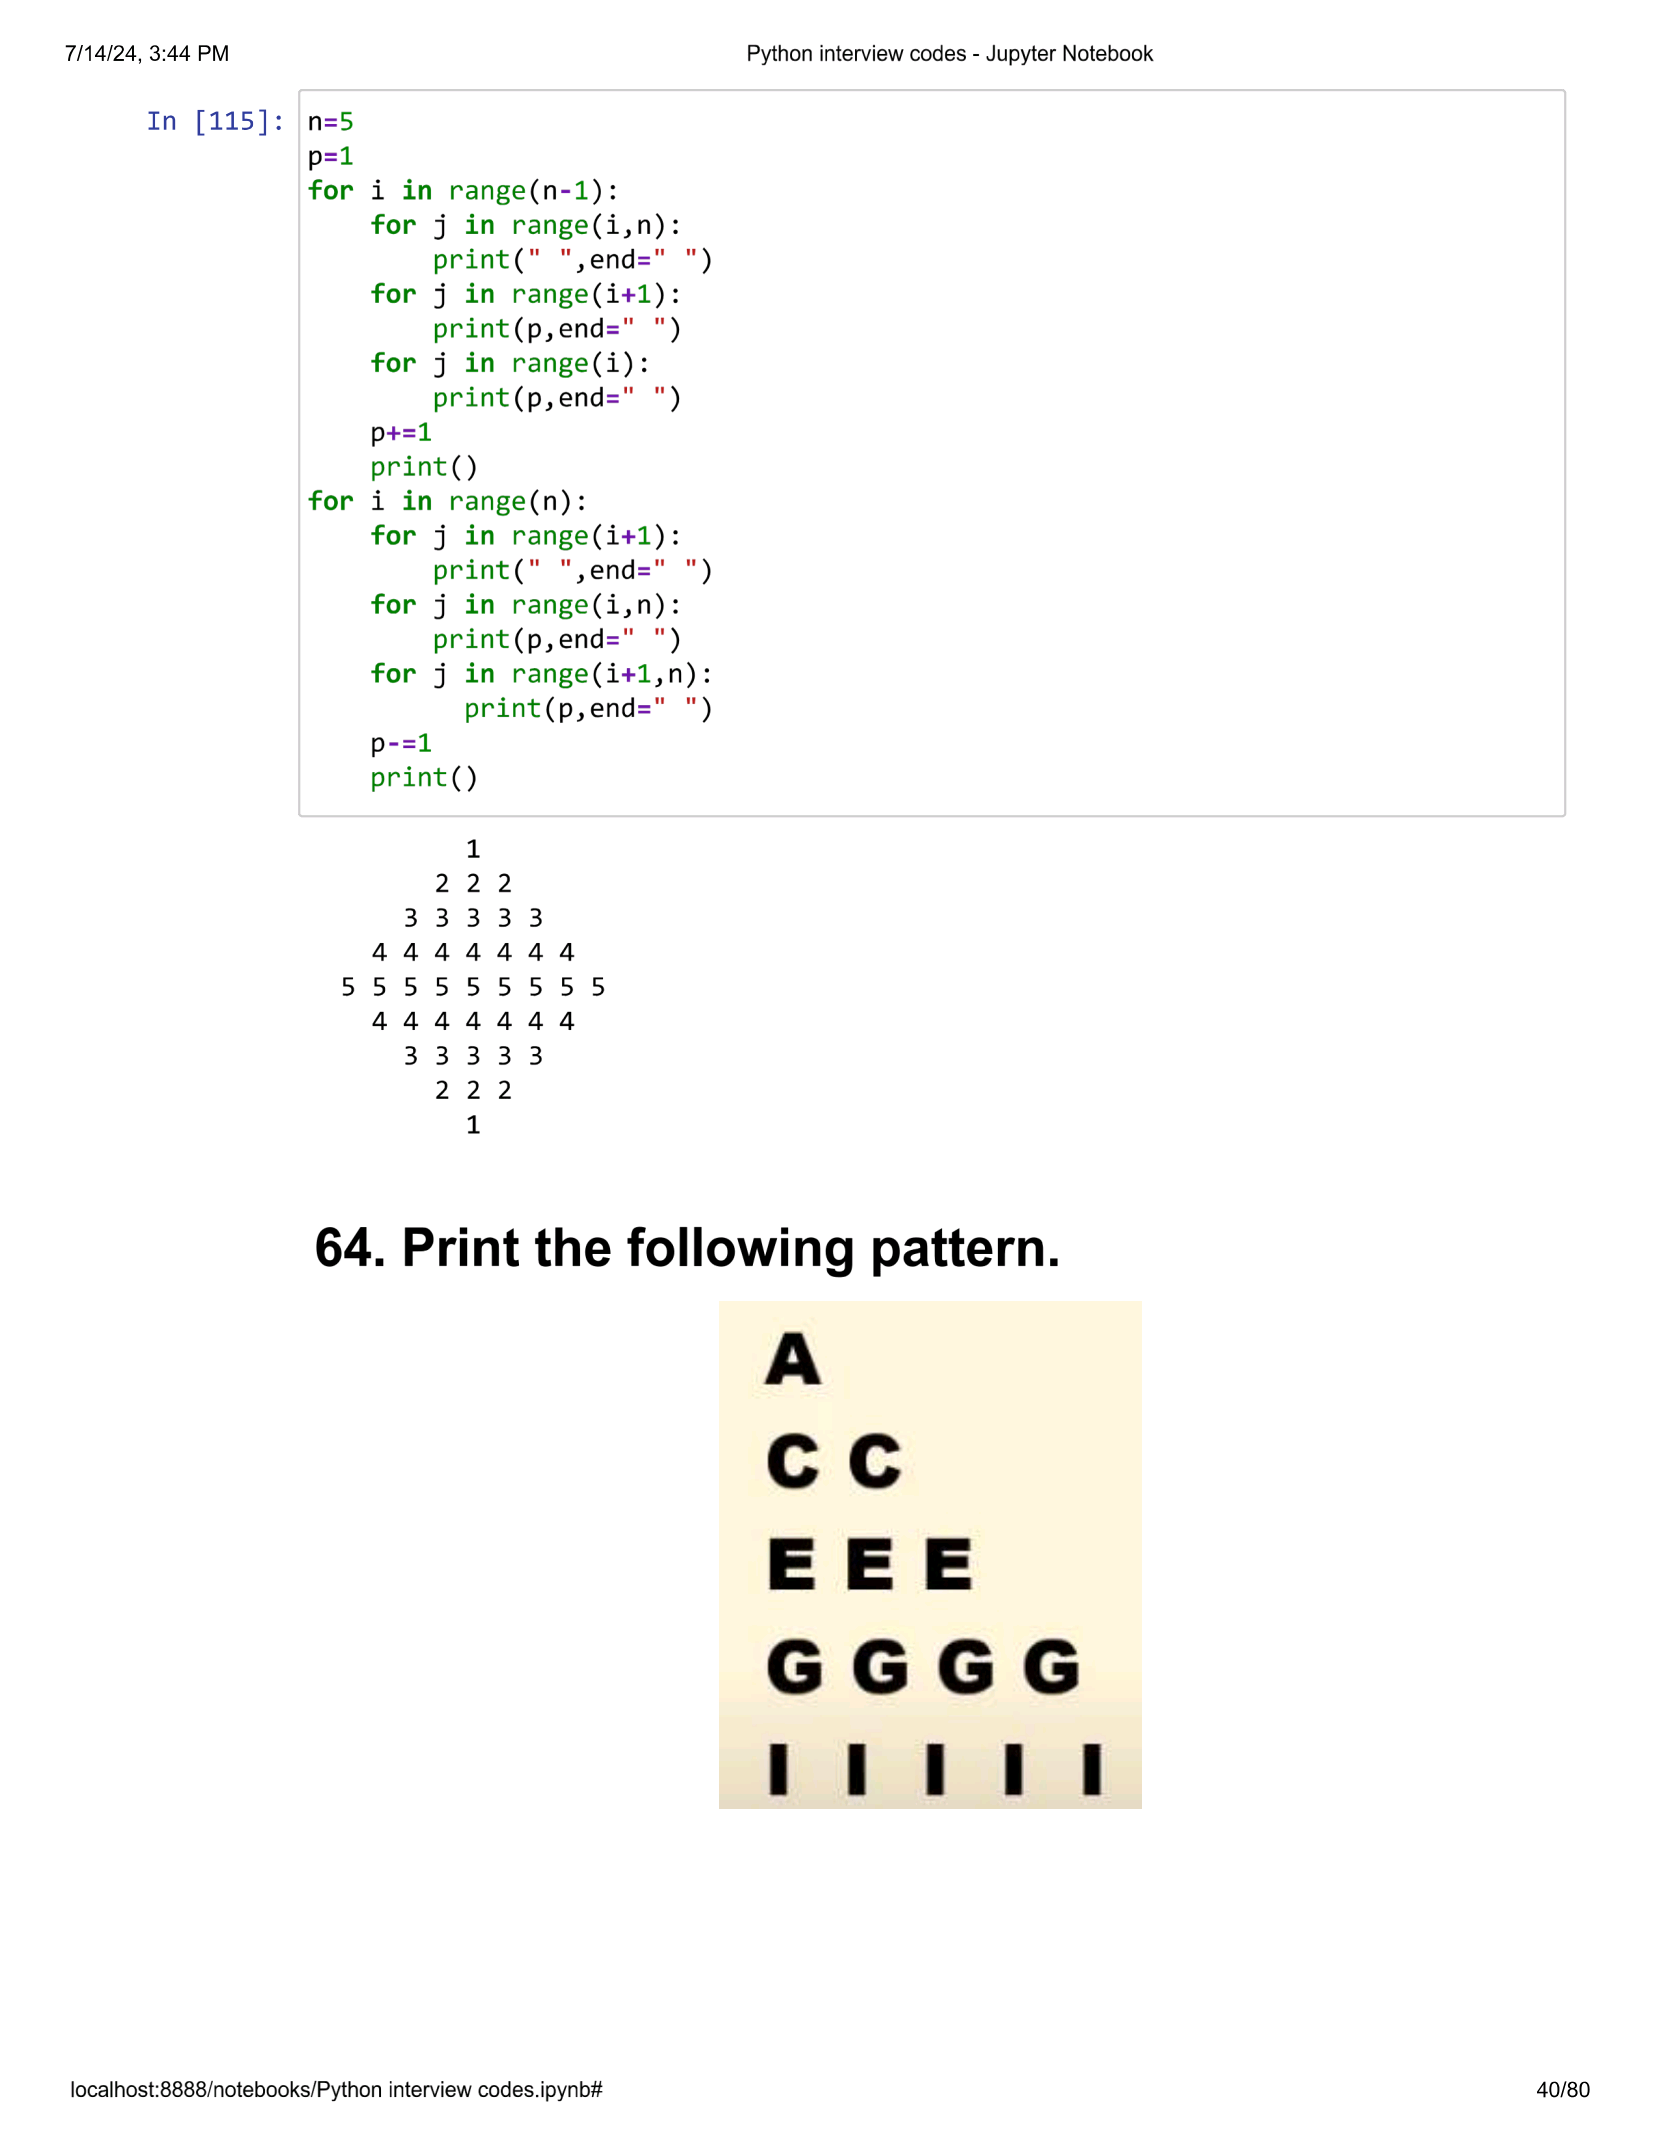 7/14/24, 3:44 PM Python interview codes - Jupyter Notebook
In [115]: n=5
p=1
for i in range(n-1):
    for j in range(i,n):
        print(" ",end=" ")
    for j in range(i+1):
        print(p,end=" ")
    for j in range(i):
        print(p,end=" ")
    p+=1
    print()
for i in range(n):
    for j in range(i+1):
        print(" ",end=" ")
    for j in range(i,n):
        print(p,end=" ")
    for j in range(i+1,n):
          print(p,end=" ")
    p-=1
    print()
          1
        2 2 2
      3 3 3 3 3
    4 4 4 4 4 4 4
  5 5 5 5 5 5 5 5 5
    4 4 4 4 4 4 4
      3 3 3 3 3
        2 2 2
          1
64. Print the following pattern.
A
C C
E E E
G G G G
I I I I I
localhost:8888/notebooks/Python interview codes.ipynb# 40/80